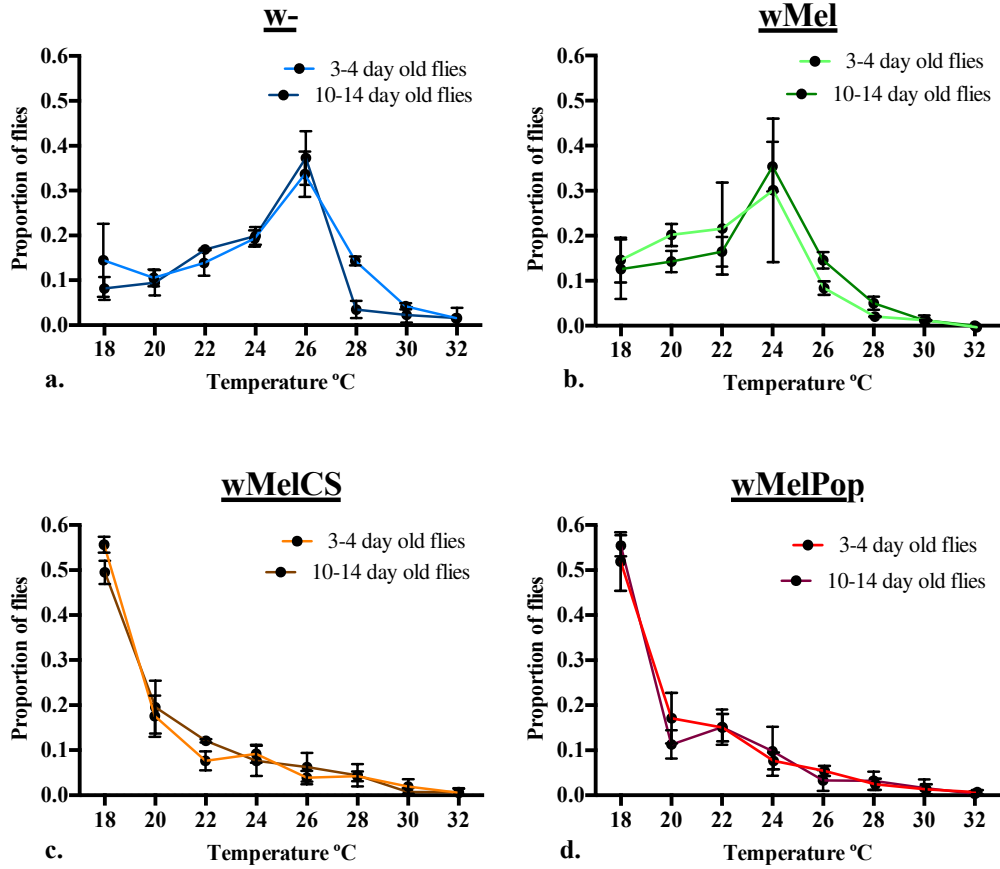 w-
0.6
0.5
0.4
0.3
0.2
0.1
0.0
Proportion of flies
3-4 day old flies
10-14 day old flies
18 20 22 24 26 28 30 32
Temperature ºC
a.
wMel
0.6
0.5
0.4
0.3
0.2
0.1
0.0
Proportion of flies
3-4 day old flies
10-14 day old flies
18 20 22 24 26 28 30 32
Temperature ºC
b.
wMelCS
0.6
0.5
0.4
0.3
0.2
0.1
0.0
Proportion of flies
3-4 day old flies
10-14 day old flies
18 20 22 24 26 28 30 32
Temperature ºC
c.
wMelPop
0.6
0.5
0.4
0.3
0.2
0.1
0.0
Proportion of flies
3-4 day old flies
10-14 day old flies
18 20 22 24 26 28 30 32
Temperature ºC
d.